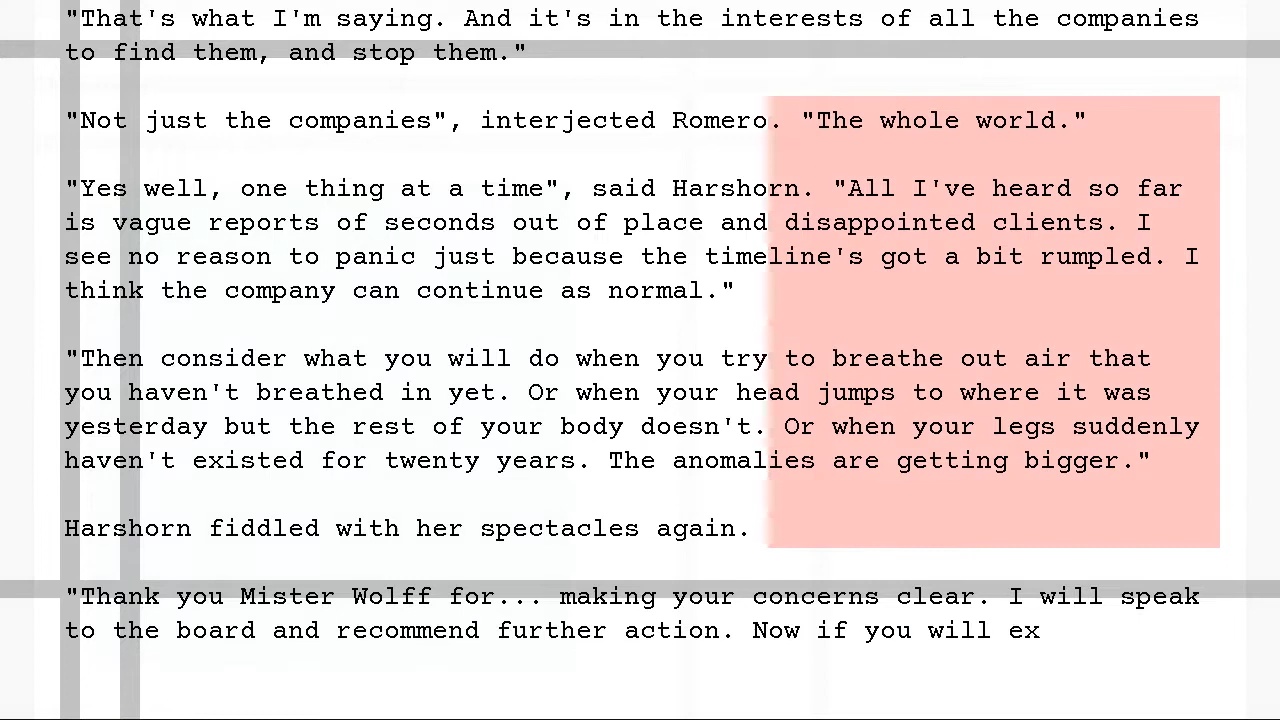 "That's what I'm saying. And it's in the interests of all the companies
to find them, and stop them."
"Not just the companies", interjected Romero. "The whole world."
"Yes well, one thing at a time", said Harshorn. "All I've heard so far
is vague reports of seconds out of place and disappointed clients. I
see no reason to panic just because the timeline's got a bit rumpled. I
think the company can continue as normal."
"Then consider what you will do when you try to breathe out air that
you haven't breathed in yet. Or when your head jumps to where it was
yesterday but the rest of your body doesn't. Or when your legs suddenly
haven't existed for twenty years. The anomalies are getting bigger."
Harshorn fiddled with her spectacles again.
"Thank you Mister Wolff for... making your concerns clear. I will speak
to the board and recommend further action. Now if you will ex